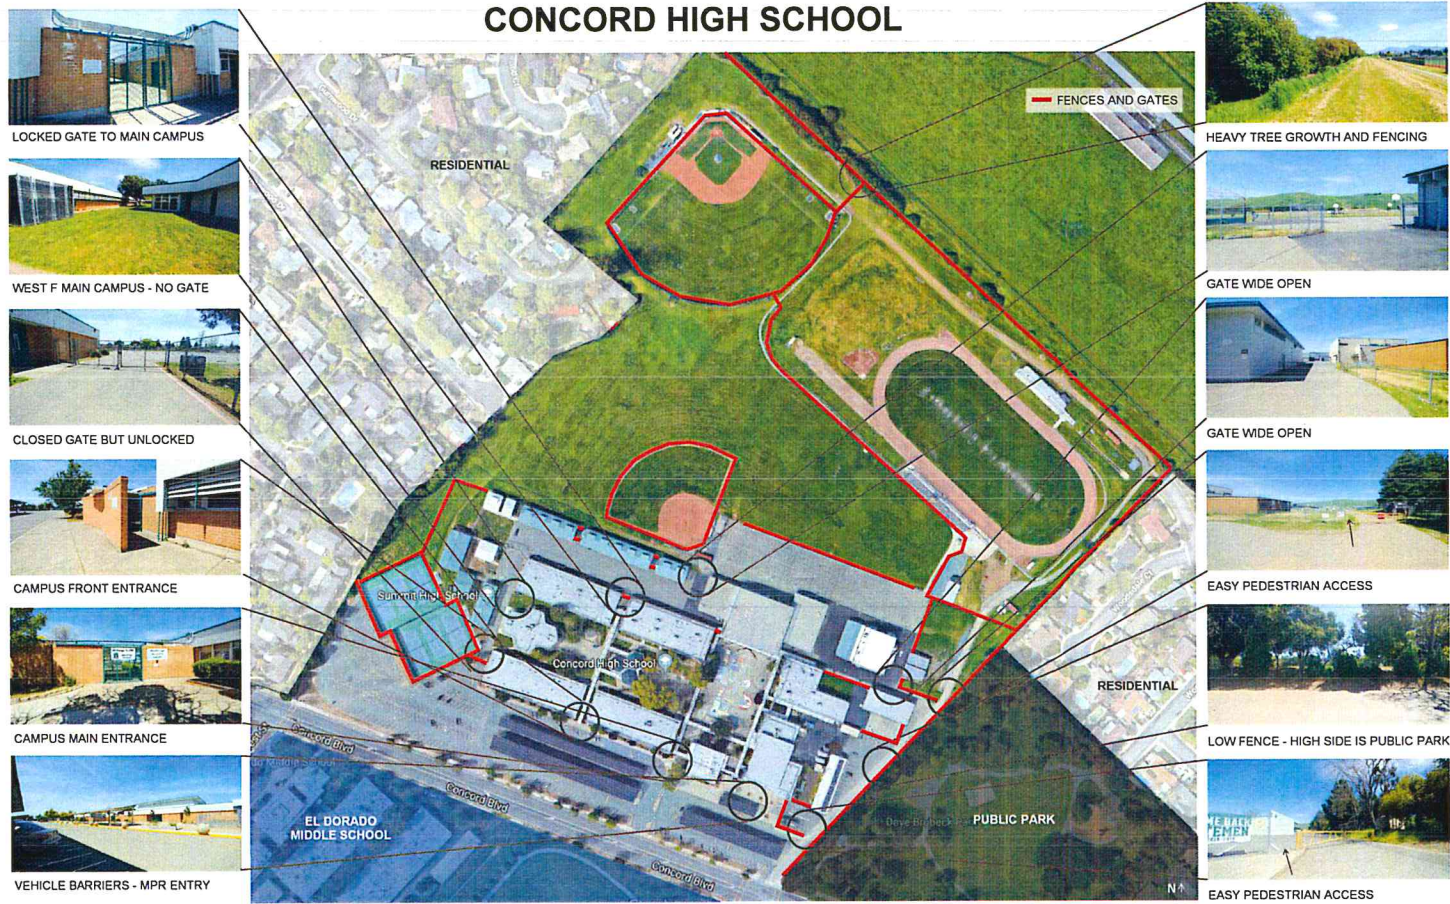 CONCORD HIGH SCHOOL
LOCKED GATE TO MAIN CAMPUS
WEST F MAIN CAMPUS - NO GATE
CLOSED GATE BUT UNLOCKED
CAMPUS FRONT ENTRANCE
CAMPUS MAIN ENTRANCE
VEHICLE BARRIERS - MPR ENTRY
RESIDENTIAL
FENCES AND GATES
Summit High School
Concord High School
RESIDENTIAL
Concord Blvd
Concord Blvd
Concord Blvd
EL DORADO
MIDDLE SCHOOL
PUBLIC PARK
N
HEAVY TREE GROWTH AND FENCING
GATE WIDE OPEN
GATE WIDE OPEN
EASY PEDESTRIAN ACCESS
LOW FENCE - HIGH SIDE IS PUBLIC PARK
EASY PEDESTRIAN ACCESS